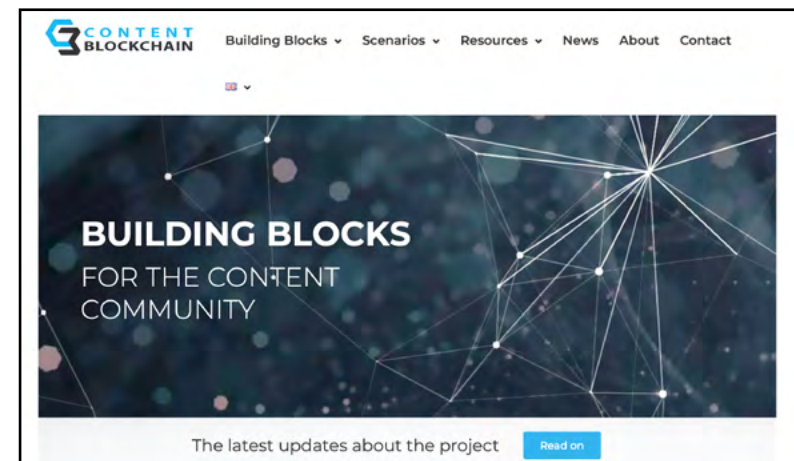 CONTENT
BLOCKCHAIN
Building Blocks Scenarios Resources News About Contact
BUILDING BLOCKS
FOR THE CONTENT
COMMUNITY
The latest updates about the project Read on